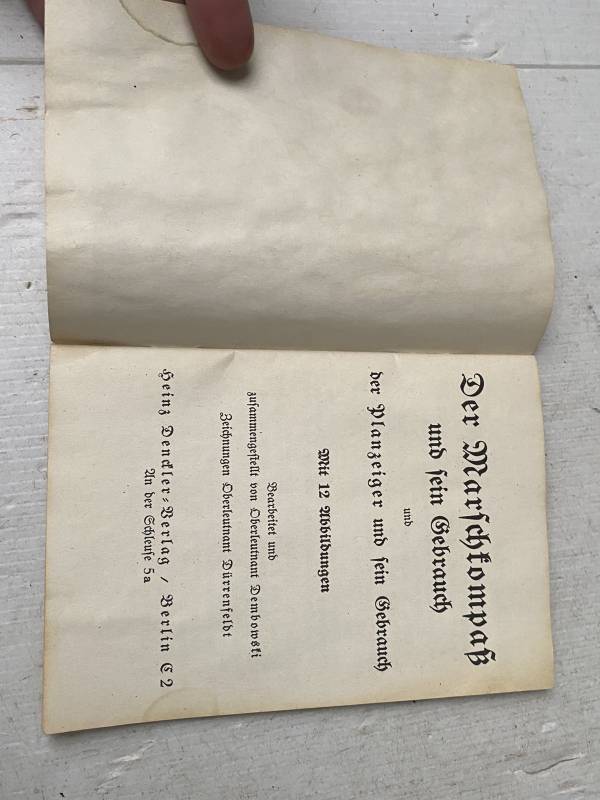 Der Marschkompaß
und sein Gebrauch
und
der Planzeiger und sein Gebrauch
Mit 12 Abbildungen
Bearbeitet und
zusammengestellt von Oberleutnant Dembowski
Zeichnungen Oberleutnant Dürrenfeldt
Heinz Denckler-Verlag / Berlin C 2
An der Schleuse 5a